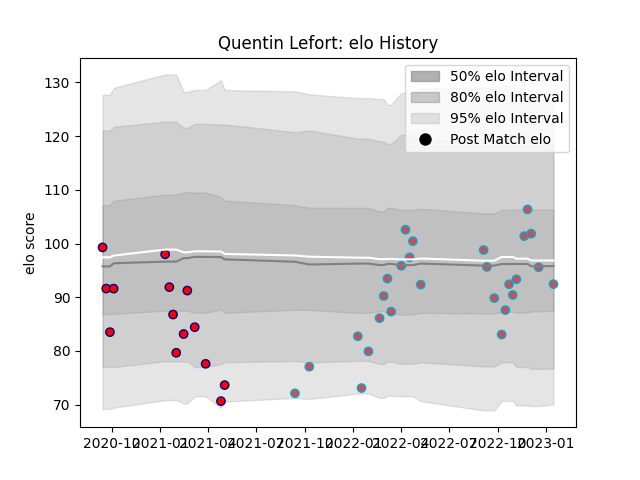 Quentin Lefort: elo History
50% elo Interval
80% elo Interval
95% elo Interval
Post Match elo
elo score
130
120
110
100
90
80
70
2020-10 2021-01 2021-04 2021-07 2021-10 2022-01 2022-04 2022-07 2022-10 2023-01